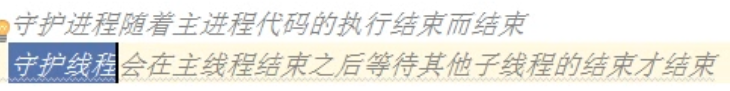 守护进程随着主进程代码的执行结束而结束
守护线程会在主线程结束之后等待其他子线程的结束才结束